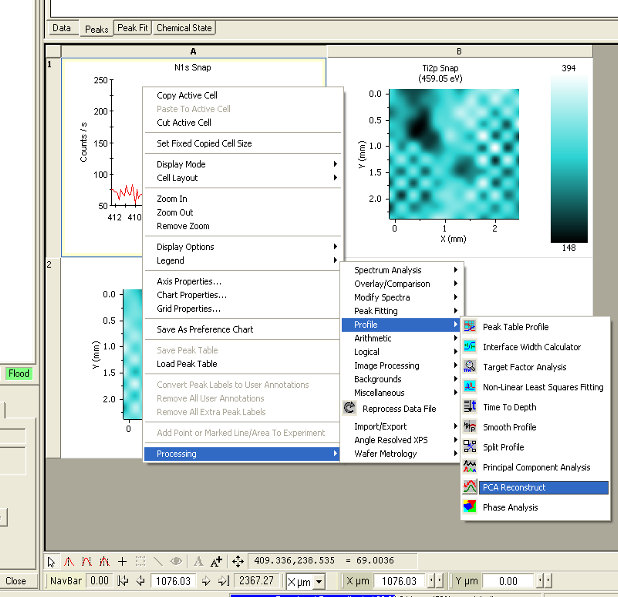 Data Peaks Peak Fit Chemical State
A B
1
N1s Snap
Ti2p Snap
(459.05 eV)
250
200
150
100
50
Counts / s
412 410
394
148
0.0
0.5
1.0
1.5
2.0
Y (mm)
0 1 2
X (mm)
2
0.0
0.5
1.0
1.5
2.0
Y (mm)
0
Flood
Close
Copy Active Cell
Paste To Active Cell
Cut Active Cell
Set Fixed Copied Cell Size
Display Mode
Cell Layout
Zoom In
Zoom Out
Remove Zoom
Display Options
Legend
Axis Properties...
Chart Properties...
Grid Properties...
Save As Preference Chart
Save Peak Table
Load Peak Table
Convert Peak Labels to User Annotations
Remove All User Annotations
Remove All Extra Peak Labels
Add Point or Marked Line/Area To Experiment
Processing
Spectrum Analysis
Overlay/Comparison
Modify Spectra
Peak Fitting
Profile
Arithmetic
Logical
Image Processing
Backgrounds
Miscellaneous
Reprocess Data File
Import/Export
Angle Resolved XPS
Wafer Metrology
Peak Table Profile
Interface Width Calculator
Target Factor Analysis
Non-Linear Least Squares Fitting
Time To Depth
Smooth Profile
Split Profile
Principal Component Analysis
PCA Reconstruct
Phase Analysis
409.336,238.535 = 69.0036
NavBar 0.00 1076.03 2367.27 X µm X µm 1076.03 Y µm 0.00